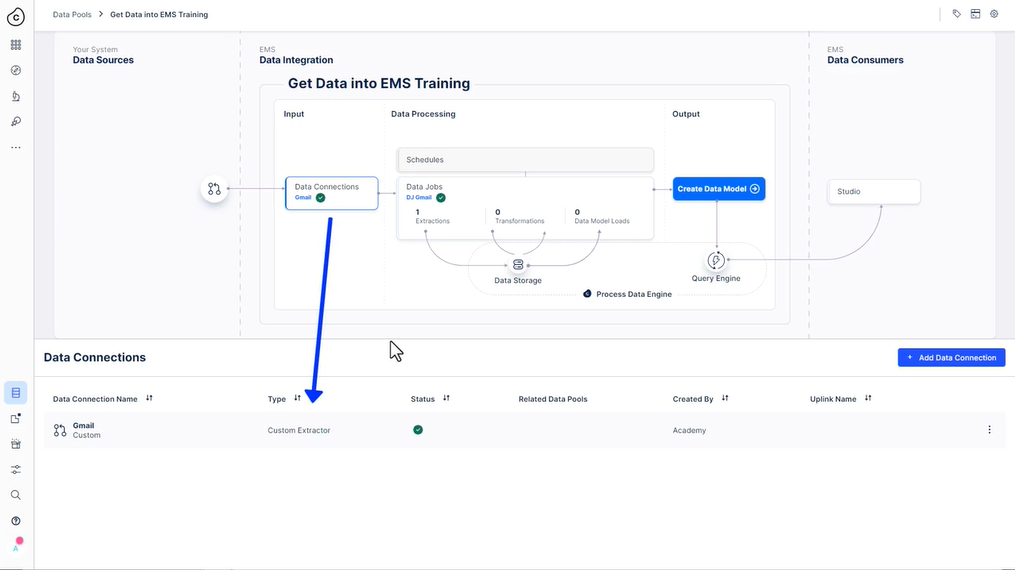 Data Pools > Get Data into EMS Training
Your System
Data Sources
EMS
Data Integration
EMS
Data Consumers
Get Data into EMS Training
Input
Data Processing
Output
Schedules
Data Connections
Gmail
Data Jobs
DJ Gmail
1
Extractions
0
Transformations
0
Data Model Loads
Create Data Model
Studio
Data Storage
Query Engine
Process Data Engine
Data Connections
+ Add Data Connection
Data Connection Name
Type
Status
Related Data Pools
Created By
Uplink Name
Gmail
Custom
Custom Extractor
Academy
C
A